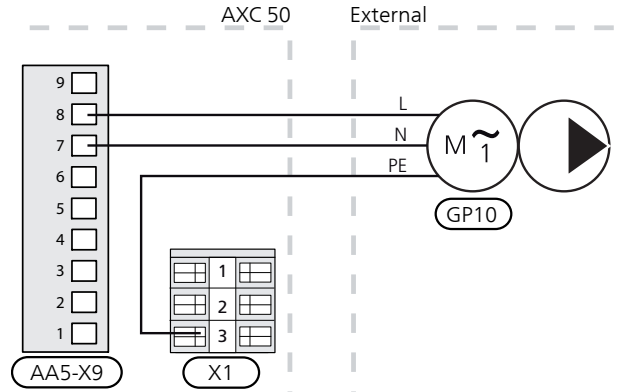 AXC 50 External
9
8 L
7 N
6 PE
5
4
3
2
1
M ~ 1
GP10
1
2
3
AA5-X9
X1